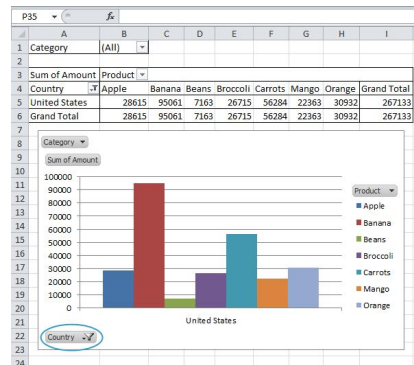 P35 fx
A B C D E F G H I
1 Category (All)
2
3 Sum of Amount Product
4 Country Apple Banana Beans Broccoli Carrots Mango Orange Grand Total
5 United States 28615 95061 7163 26715 56284 22363 30932 267133
6 Grand Total 28615 95061 7163 26715 56284 22363 30932 267133
7
8 Category
9 Sum of Amount
10
11 100000
12 90000 Product
13 80000 Apple
14 70000 Banana
15 60000 Beans
16 50000 Broccoli
17 40000 Carrots
18 30000 Mango
19 20000 Orange
20 10000
0
21 United States
22 Country
23
24